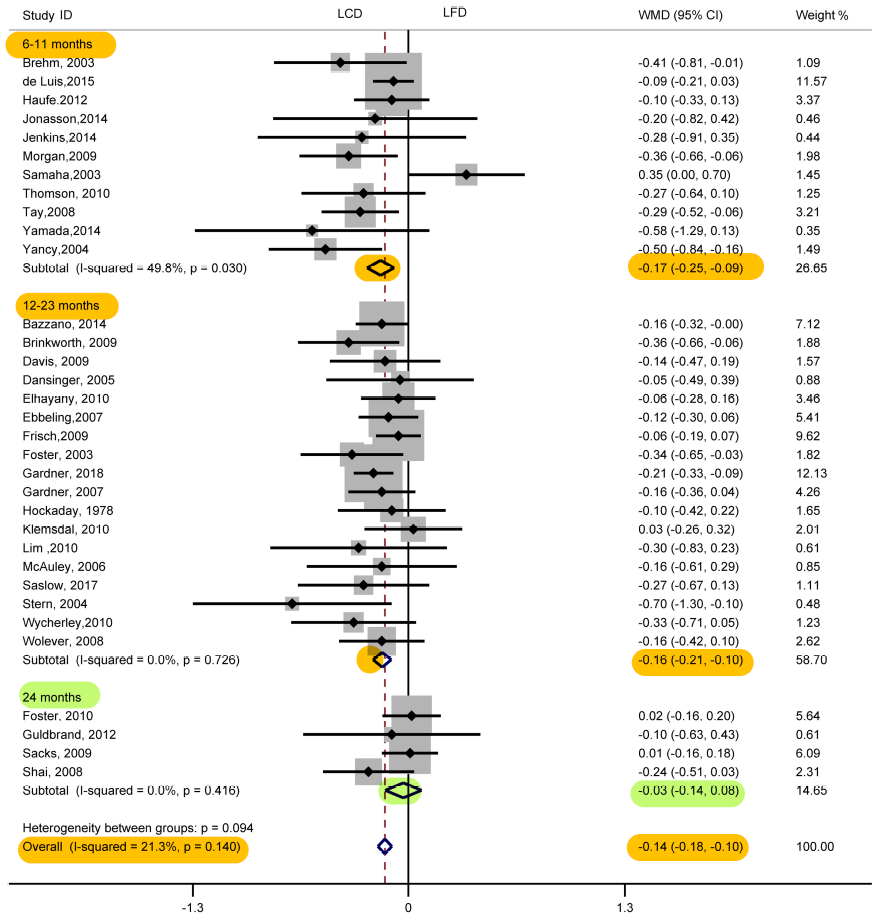 Study ID LCD LFD WMD (95% CI) Weight %
6-11 months
Brehm, 2003 -0.41 (-0.81, -0.01) 1.09
de Luis,2015 -0.09 (-0.21, 0.03) 11.57
Haufe.2012 -0.10 (-0.33, 0.13) 3.37
Jonasson,2014 -0.20 (-0.82, 0.42) 0.46
Jenkins,2014 -0.28 (-0.91, 0.35) 0.44
Morgan,2009 -0.36 (-0.66, -0.06) 1.98
Samaha,2003 0.35 (0.00, 0.70) 1.45
Thomson, 2010 -0.27 (-0.64, 0.10) 1.25
Tay,2008 -0.29 (-0.52, -0.06) 3.21
Yamada,2014 -0.58 (-1.29, 0.13) 0.35
Yancy,2004 -0.50 (-0.84, -0.16) 1.49
Subtotal (I-squared = 49.8%, p = 0.030) -0.17 (-0.25, -0.09) 26.65
12-23 months
Bazzano, 2014 -0.16 (-0.32, -0.00) 7.12
Brinkworth, 2009 -0.36 (-0.66, -0.06) 1.88
Davis, 2009 -0.14 (-0.47, 0.19) 1.57
Dansinger, 2005 -0.05 (-0.49, 0.39) 0.88
Elhayany, 2010 -0.06 (-0.28, 0.16) 3.46
Ebbeling,2007 -0.12 (-0.30, 0.06) 5.41
Frisch,2009 -0.06 (-0.19, 0.07) 9.62
Foster, 2003 -0.34 (-0.65, -0.03) 1.82
Gardner, 2018 -0.21 (-0.33, -0.09) 12.13
Gardner, 2007 -0.16 (-0.36, 0.04) 4.26
Hockaday, 1978 -0.10 (-0.42, 0.22) 1.65
Klemsdal, 2010 0.03 (-0.26, 0.32) 2.01
Lim ,2010 -0.30 (-0.83, 0.23) 0.61
McAuley, 2006 -0.16 (-0.61, 0.29) 0.85
Saslow, 2017 -0.27 (-0.67, 0.13) 1.11
Stern, 2004 -0.70 (-1.30, -0.10) 0.48
Wycherley,2010 -0.33 (-0.71, 0.05) 1.23
Wolever, 2008 -0.16 (-0.42, 0.10) 2.62
Subtotal (I-squared = 0.0%, p = 0.726) -0.16 (-0.21, -0.10) 58.70
24 months
Foster, 2010 0.02 (-0.16, 0.20) 5.64
Guldbrand, 2012 -0.10 (-0.63, 0.43) 0.61
Sacks, 2009 0.01 (-0.16, 0.18) 6.09
Shai, 2008 -0.24 (-0.51, 0.03) 2.31
Subtotal (I-squared = 0.0%, p = 0.416) -0.03 (-0.14, 0.08) 14.65
Heterogeneity between groups: p = 0.094
Overall (I-squared = 21.3%, p = 0.140) -0.14 (-0.18, -0.10) 100.00
-1.3 0 1.3